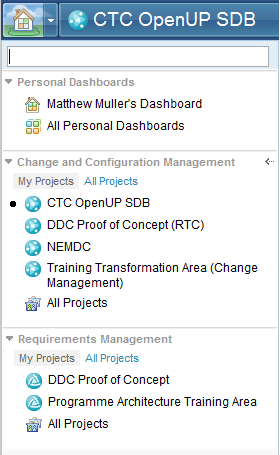 CTC OpenUP SDB
Personal Dashboards
Matthew Muller's Dashboard
All Personal Dashboards
Change and Configuration Management
My Projects All Projects
CTC OpenUP SDB
DDC Proof of Concept (RTC)
NEMDC
Training Transformation Area (Change
Management)
All Projects
Requirements Management
My Projects All Projects
DDC Proof of Concept
Programme Architecture Training Area
All Projects